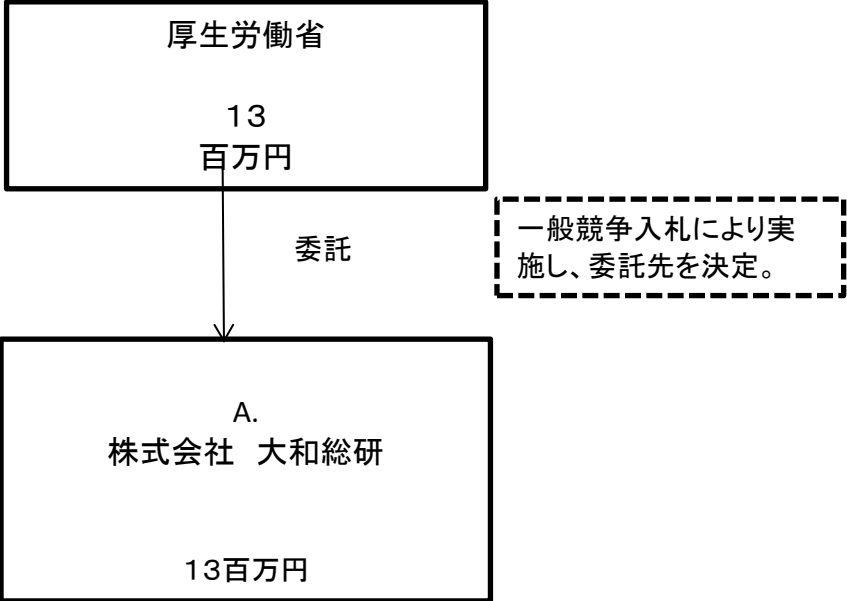 厚生労働省
１３
百万円
委託
一般競争入札により実
施し、委託先を決定。
A.
株式会社　大和総研
１３百万円